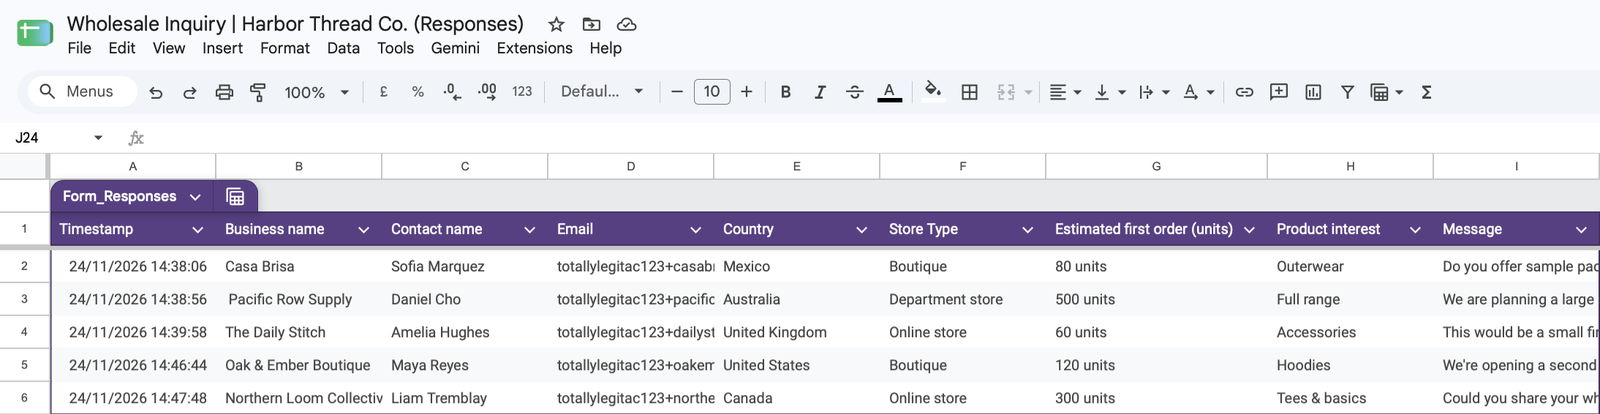 Wholesale Inquiry | Harbor Thread Co. (Responses)
File Edit View Insert Format Data Tools Gemini Extensions Help
Menus 100% £ % .0 .00 123 Defaul... 10 B I S A A Σ
J24 fx
A B C D E F G H I
Form_Responses
1 Timestamp Business name Contact name Email Country Store Type Estimated first order (units) Product interest Message
2 24/11/2026 14:38:06 Casa Brisa Sofia Marquez totallylegitac123+casab Mexico Boutique 80 units Outerwear Do you offer sample pac
3 24/11/2026 14:38:56 Pacific Row Supply Daniel Cho totallylegitac123+pacific Australia Department store 500 units Full range We are planning a large
4 24/11/2026 14:39:58 The Daily Stitch Amelia Hughes totallylegitac123+dailyst United Kingdom Online store 60 units Accessories This would be a small fi
5 24/11/2026 14:46:44 Oak & Ember Boutique Maya Reyes totallylegitac123+oakem United States Boutique 120 units Hoodies We're opening a second
6 24/11/2026 14:47:48 Northern Loom Collectiv Liam Tremblay totallylegitac123+northe Canada Online store 300 units Tees & basics Could you share your wh